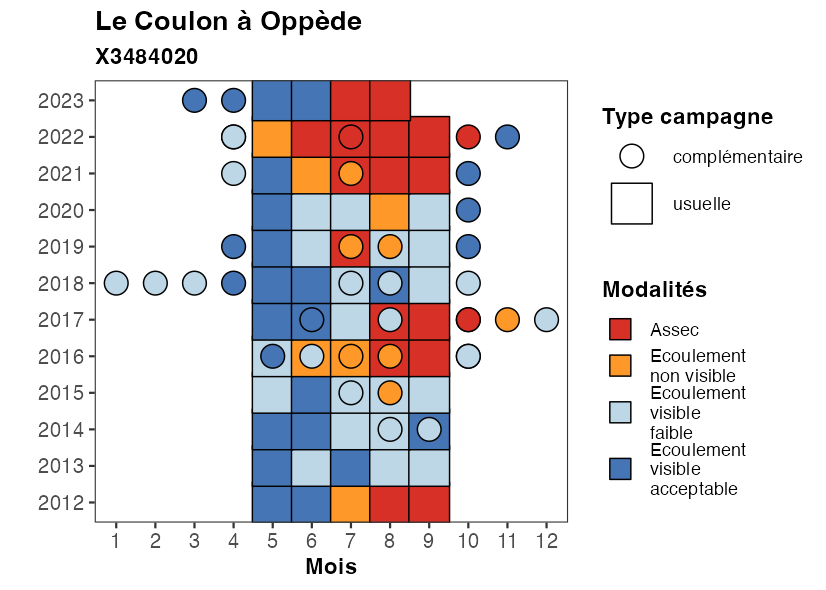 Le Coulon à Oppède
X3484020
2023
2022
2021
2020
2019
2018
2017
2016
2015
2014
2013
2012
1 2 3 4 5 6 7 8 9 10 11 12
Mois
Type campagne
complémentaire
usuelle
Modalités
Assec
Ecoulement
non visible
Ecoulement
visible
faible
Ecoulement
visible
acceptable